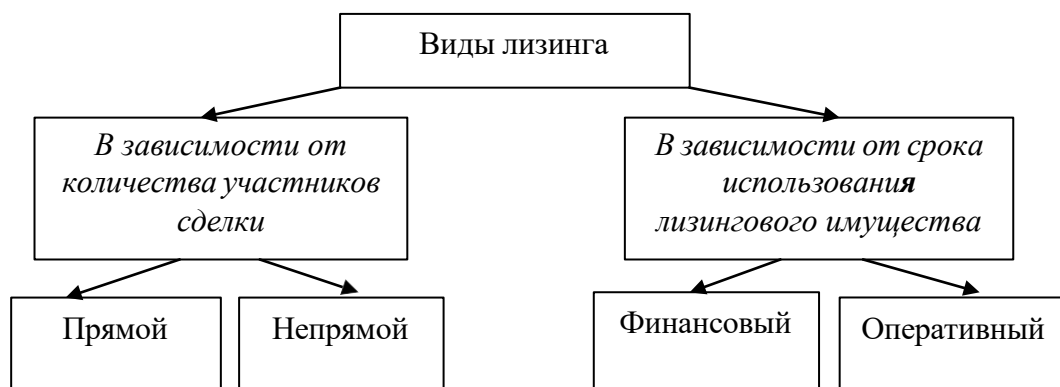 Виды лизинга
В зависимости от
количества участников
сделки
В зависимости от срока
использования
лизингового имущества
Прямой
Непрямой
Финансовый
Оперативный